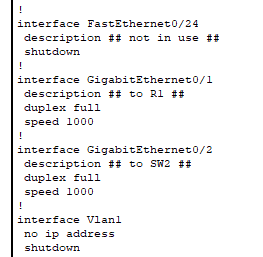 !
interface FastEthernet0/24
 description ## not in use ##
 shutdown
!
interface GigabitEthernet0/1
 description ## to R1 ##
 duplex full
 speed 1000
!
interface GigabitEthernet0/2
 description ## to SW2 ##
 duplex full
 speed 1000
!
interface Vlan1
 no ip address
 shutdown